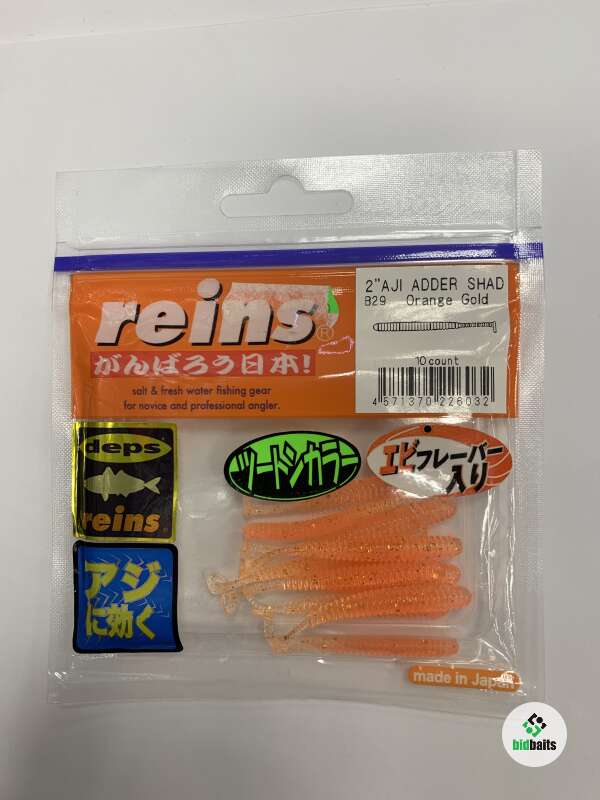 reins®
がんばろう日本!
salt & fresh water fishing gear
for novice and professional angler.
2"AJI ADDER SHAD
B29 Orange Gold
10count
4 571370 226032
deps
reins
ツートンカラー
エビフレーバー
入り
アジ
に効く
made in Japan
bidbaits